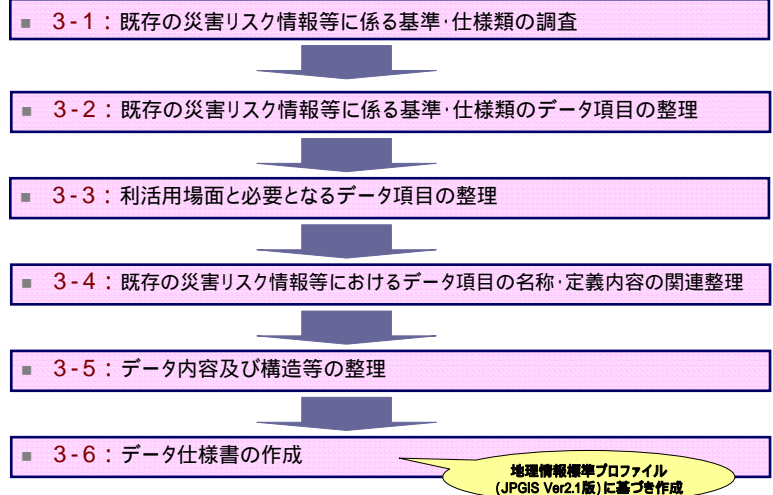 ■ 3-1：既存の災害リスク情報等に係る基準・仕様類の調査
■ 3-2：既存の災害リスク情報等に係る基準・仕様類のデータ項目の整理
■ 3-3：利活用場面と必要となるデータ項目の整理
■ 3-4：既存の災害リスク情報等におけるデータ項目の名称・定義内容の関連整理
■ 3-5：データ内容及び構造等の整理
■ 3-6：データ仕様書の作成
地理情報標準プロファイル
(JPGIS Ver2.1版)に基づき作成